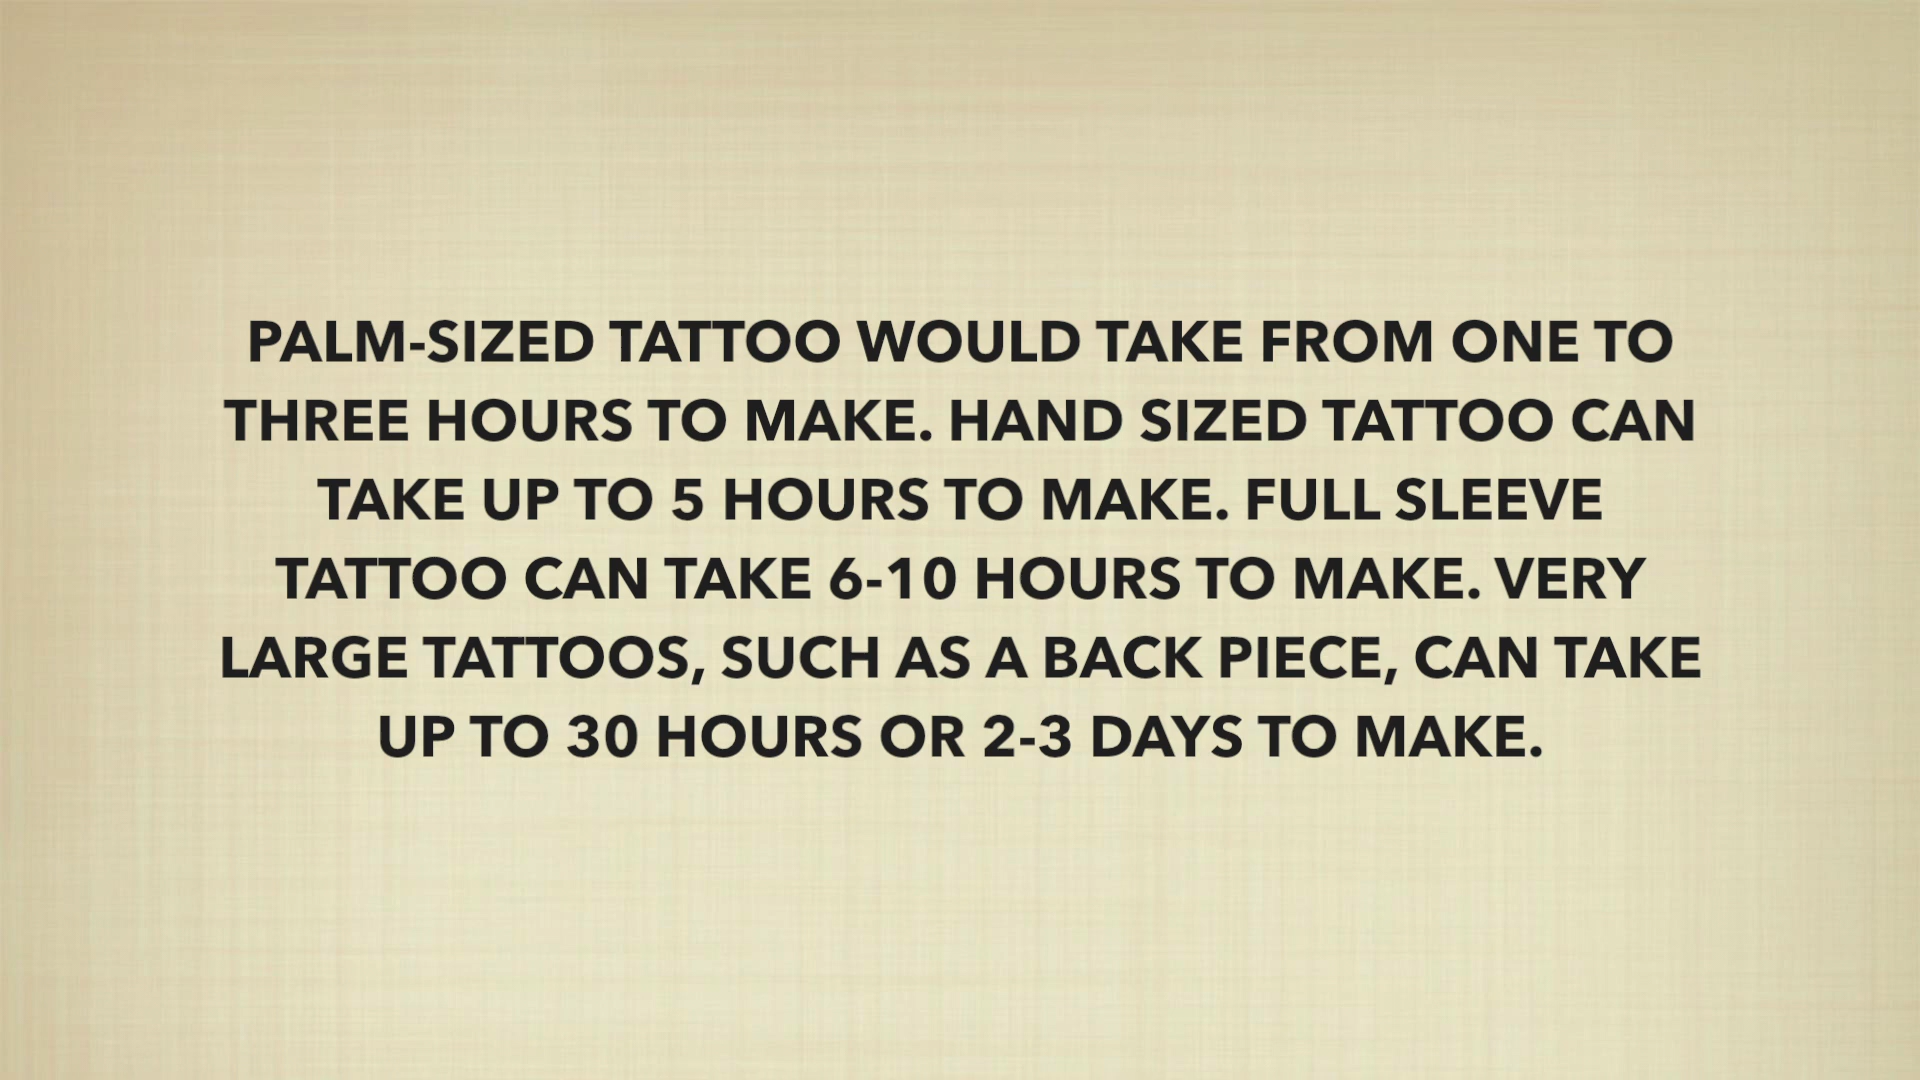 PALM-SIZED TATTOO WOULD TAKE FROM ONE TO
THREE HOURS TO MAKE. HAND SIZED TATTOO CAN
TAKE UP TO 5 HOURS TO MAKE. FULL SLEEVE
TATTOO CAN TAKE 6-10 HOURS TO MAKE. VERY
LARGE TATTOOS, SUCH AS A BACK PIECE, CAN TAKE
UP TO 30 HOURS OR 2-3 DAYS TO MAKE.